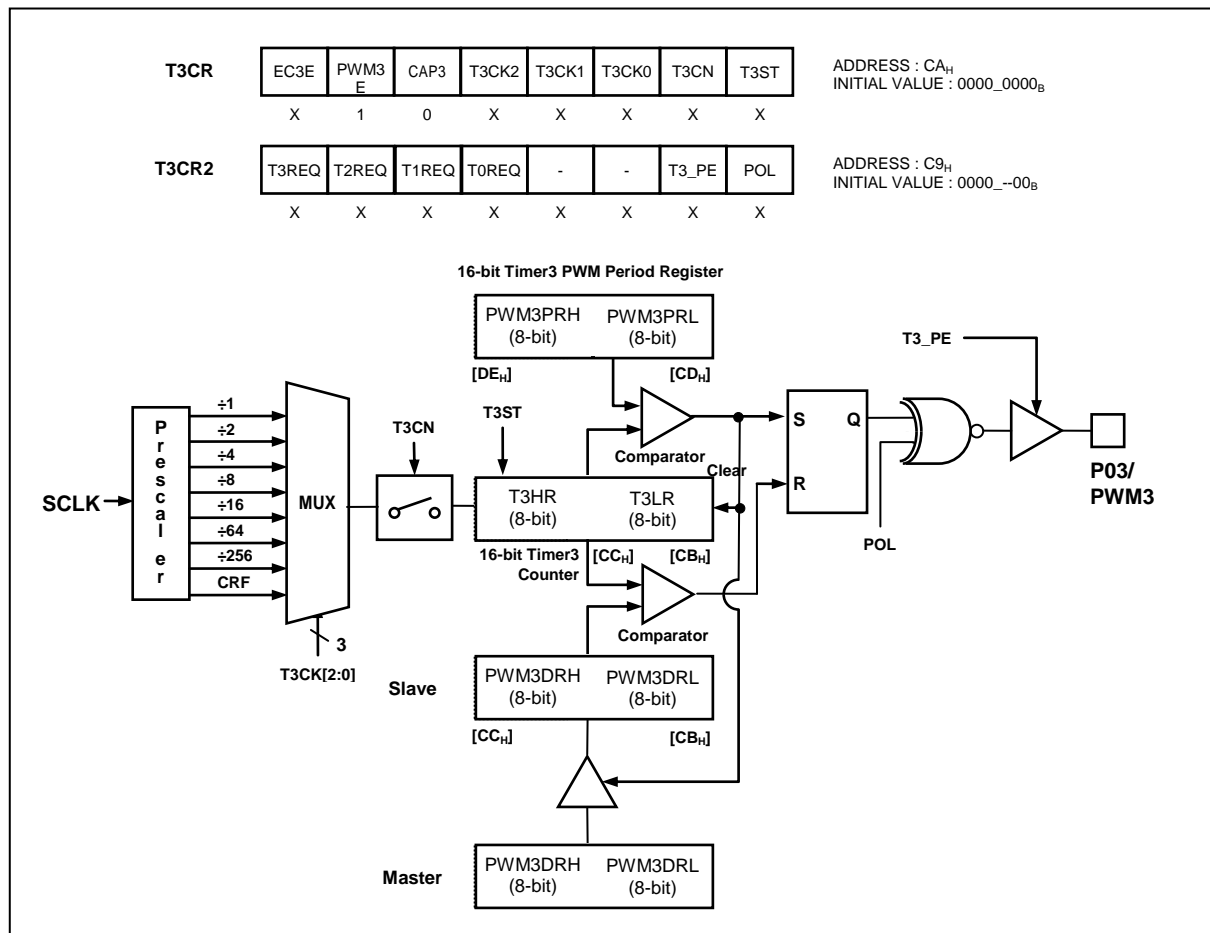 T3CR
EC3E PWM3E CAP3 T3CK2 T3CK1 T3CK0 T3CN T3ST
ADDRESS : CAH
INITIAL VALUE : 0000_0000B
X 1 0 X X X X X
T3CR2
T3REQ T2REQ T1REQ T0REQ - - T3_PE POL
ADDRESS : C9H
INITIAL VALUE : 0000_--00B
X X X X X X X X
16-bit Timer3 PWM Period Register
PWM3PRH PWM3PRL
(8-bit) (8-bit)
[DEH] [CDH]
T3_PE
SCLK
Prescaler
÷1
÷2
÷4
÷8
÷16
÷64
÷256
CRF
MUX
3
T3CK[2:0]
T3CN
T3ST
Comparator
Clear
T3HR T3LR
(8-bit) (8-bit)
[CCH] [CBH]
16-bit Timer3
Counter
Comparator
S Q
R
POL
P03/
PWM3
Slave
PWM3DRH PWM3DRL
(8-bit) (8-bit)
[CCH] [CBH]
Master
PWM3DRH PWM3DRL
(8-bit) (8-bit)